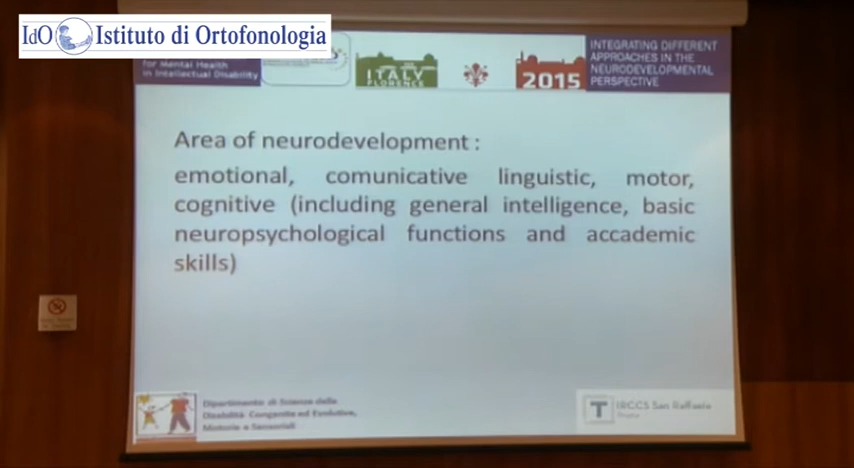 IdO Istituto di Ortofonologia
for Mental Health
in Intellectual Disability
ITALY
FLORENCE
2015
INTEGRATING DIFFERENT
APPROACHES IN THE
NEURODEVELOPMENTAL
PERSPECTIVE
Area of neurodevelopment :
emotional, comunicative linguistic, motor,
cognitive (including general intelligence, basic
neuropsychological functions and accademic
skills)
Dipartimento di Scienze delle
Disabilità Congenite ed Evolutive,
Motorie e Sensoriali
T IRCCS San Raffaele